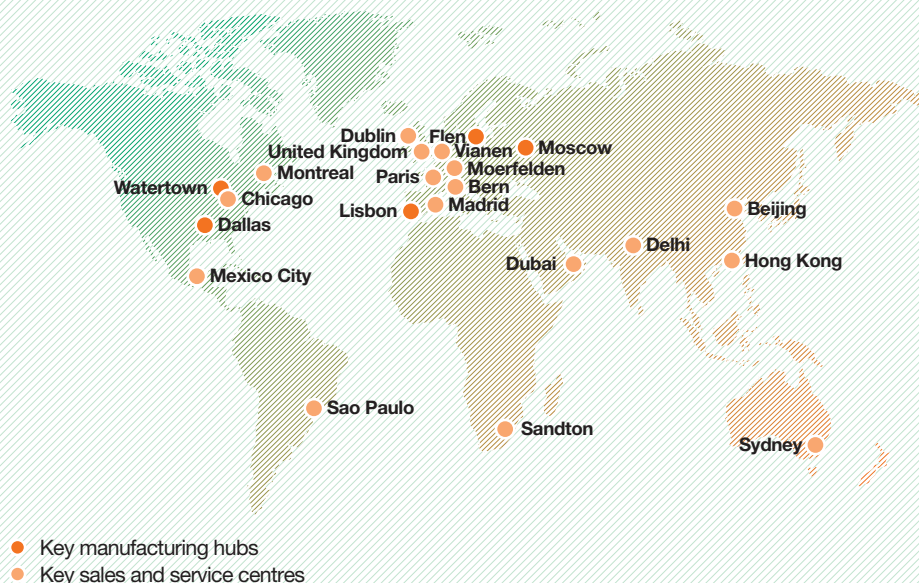 Dublin
Flen
United Kingdom
Vianen
Moscow
Montreal
Paris
Moerfelden
Watertown
Bern
Chicago
Lisbon
Madrid
Beijing
Dallas
Delhi
Dubai
Hong Kong
Mexico City
Sao Paulo
Sandton
Sydney
Key manufacturing hubs
Key sales and service centres